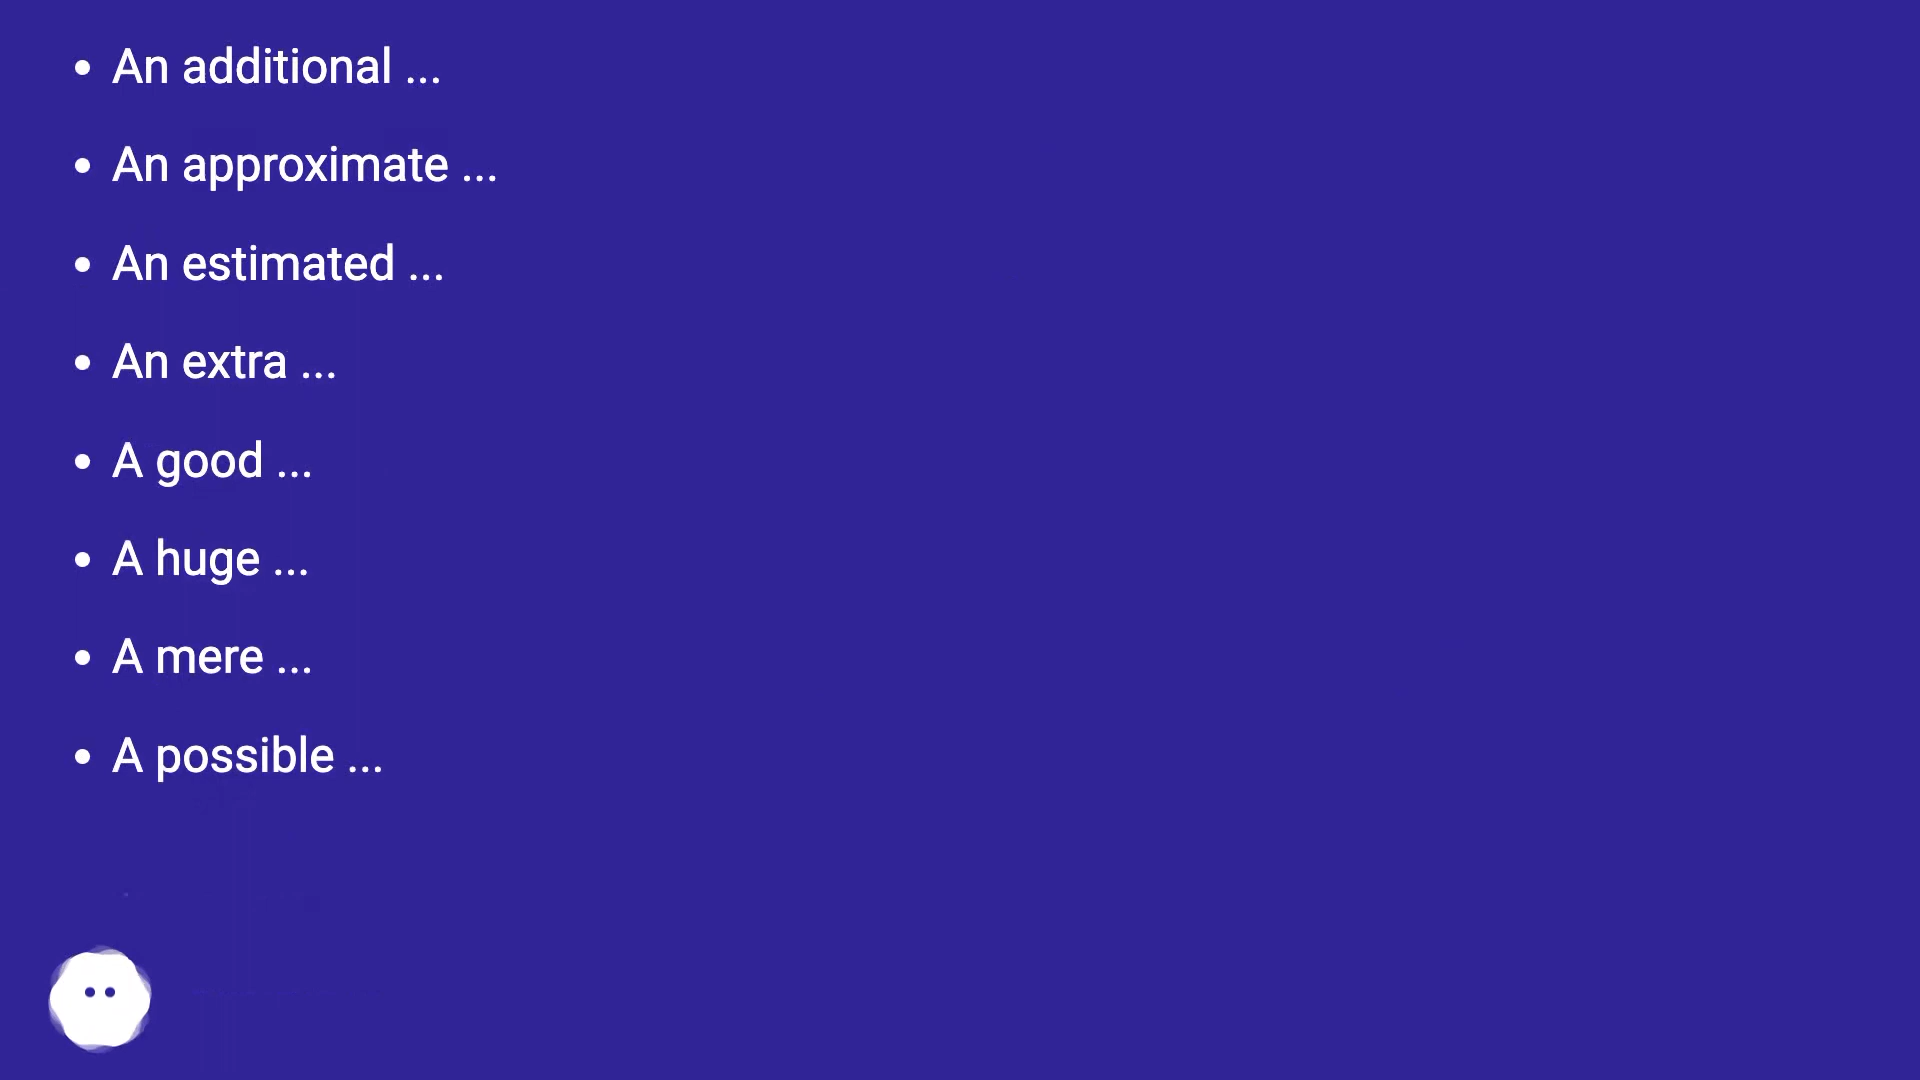 • An additional ...
• An approximate ...
• An estimated ...
• An extra ...
• A good ...
• A huge ...
• A mere ...
• A possible ...